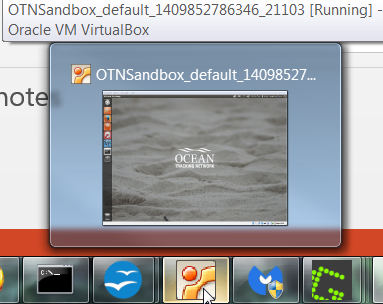 OTNSandbox_default_1409852786346_21103 [Running] -
Oracle VM VirtualBox
OTNSandbox_default_14098527...
notes
OCEAN
TRACKING NETWORK
C:\